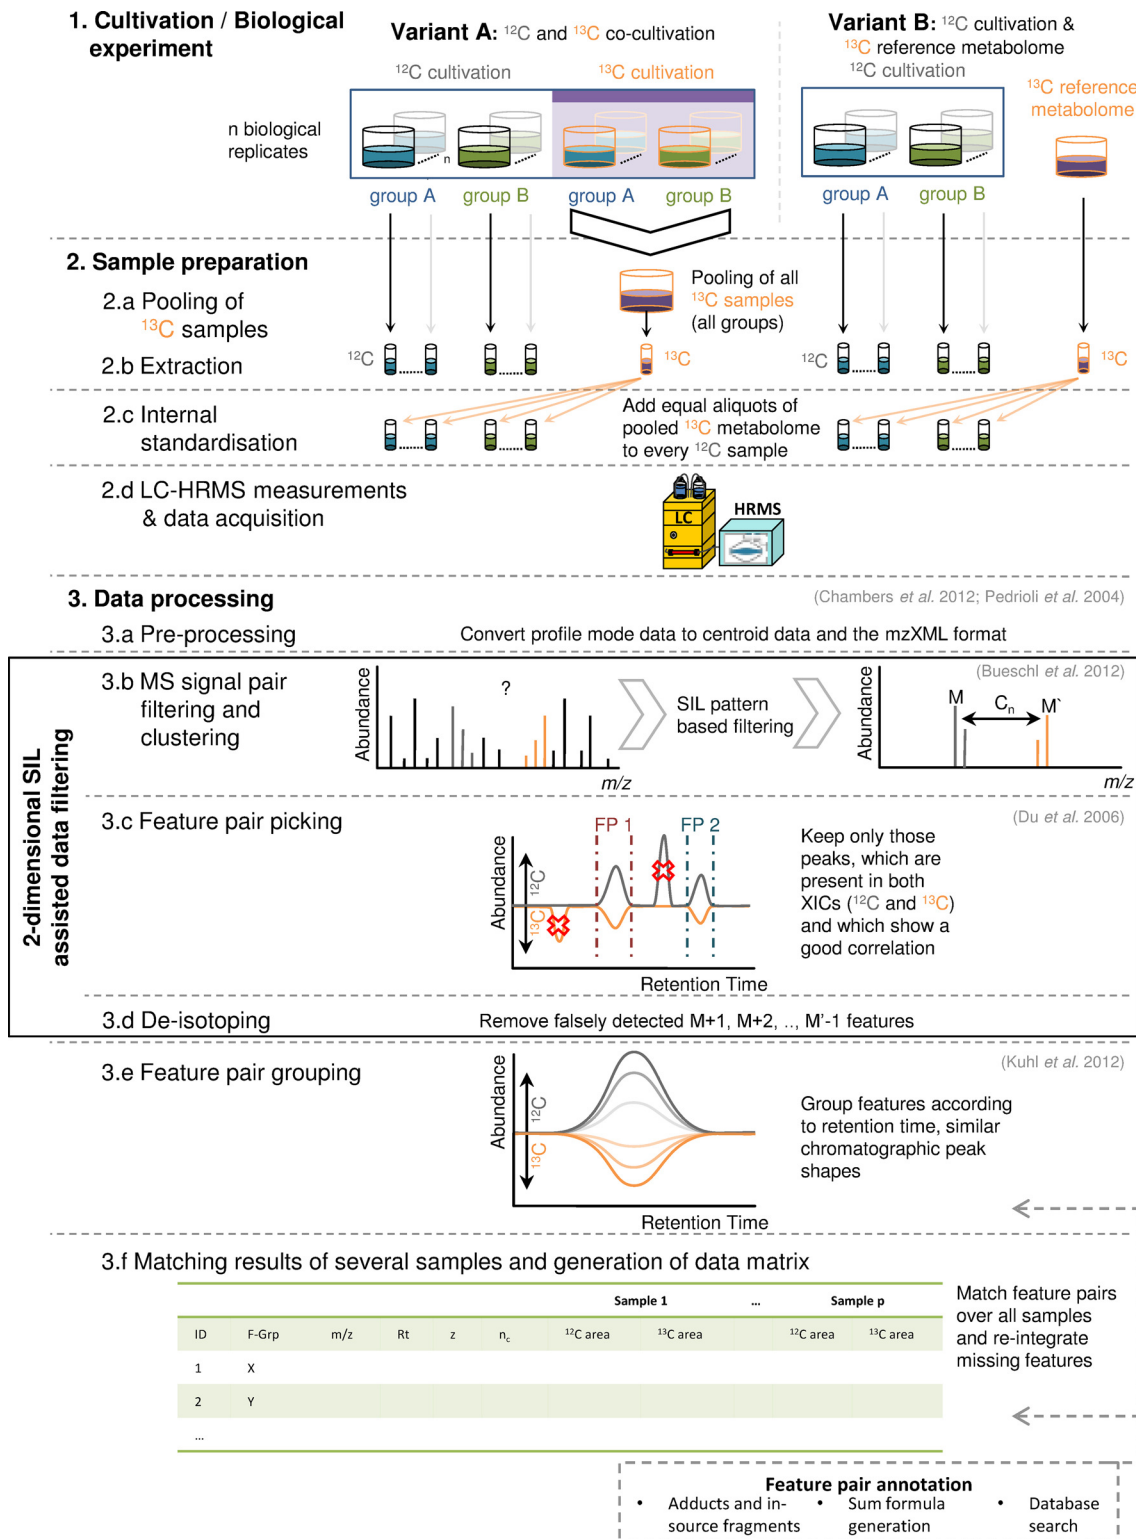 1. Cultivation / Biological
experiment
Variant A: ¹²C and ¹³C co-cultivation
Variant B: ¹²C cultivation &
¹³C reference metabolome
¹²C cultivation
¹³C cultivation
¹²C cultivation
¹³C reference
metabolome
n biological
replicates
n
group A
group B
group A
group B
group A
group B
2. Sample preparation
2.a Pooling of
¹³C samples
Pooling of all
¹³C samples
(all groups)
2.b Extraction
¹²C
¹³C
¹²C
¹³C
2.c Internal
standardisation
Add equal aliquots of
pooled ¹³C metabolome
to every ¹²C sample
2.d LC-HRMS measurements
& data acquisition
LC
HRMS
3. Data processing
(Chambers et al. 2012; Pedrioli et al. 2004)
3.a Pre-processing
Convert profile mode data to centroid data and the mzXML format
2-dimensional SIL
assisted data filtering
3.b MS signal pair
filtering and
clustering
Abundance
?
m/z
SIL pattern
based filtering
(Bueschl et al. 2012)
Abundance
M
Cn
M`
m/z
3.c Feature pair picking
(Du et al. 2006)
Abundance
¹²C
¹³C
FP 1
FP 2
Retention Time
Keep only those
peaks, which are
present in both
XICs (¹²C and ¹³C)
and which show a
good correlation
3.d De-isotoping
Remove falsely detected M+1, M+2, .., M'-1 features
3.e Feature pair grouping
(Kuhl et al. 2012)
Abundance
¹²C
¹³C
Retention Time
Group features according
to retention time, similar
chromatographic peak
shapes
3.f Matching results of several samples and generation of data matrix
Sample 1 ... Sample p
ID F-Grp m/z Rt z nc ¹²C area ¹³C area ¹²C area ¹³C area
1 X
2 Y
...
Match feature pairs
over all samples
and re-integrate
missing features
Feature pair annotation
• Adducts and in-
source fragments
• Sum formula
generation
• Database
search